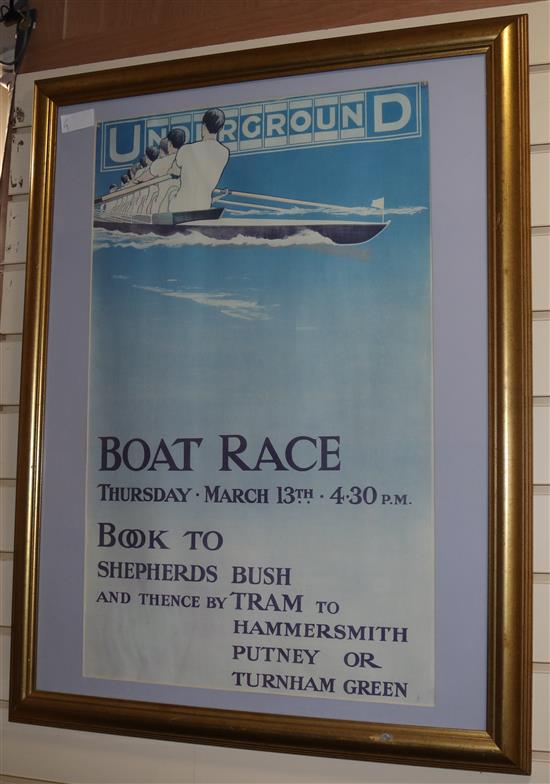 UNDERGROUND
BOAT RACE
THURSDAY · MARCH 13TH · 4·30 P.M.
BOOK TO
SHEPHERDS BUSH
AND THENCE BY TRAM TO
HAMMERSMITH
PUTNEY OR
TURNHAM GREEN